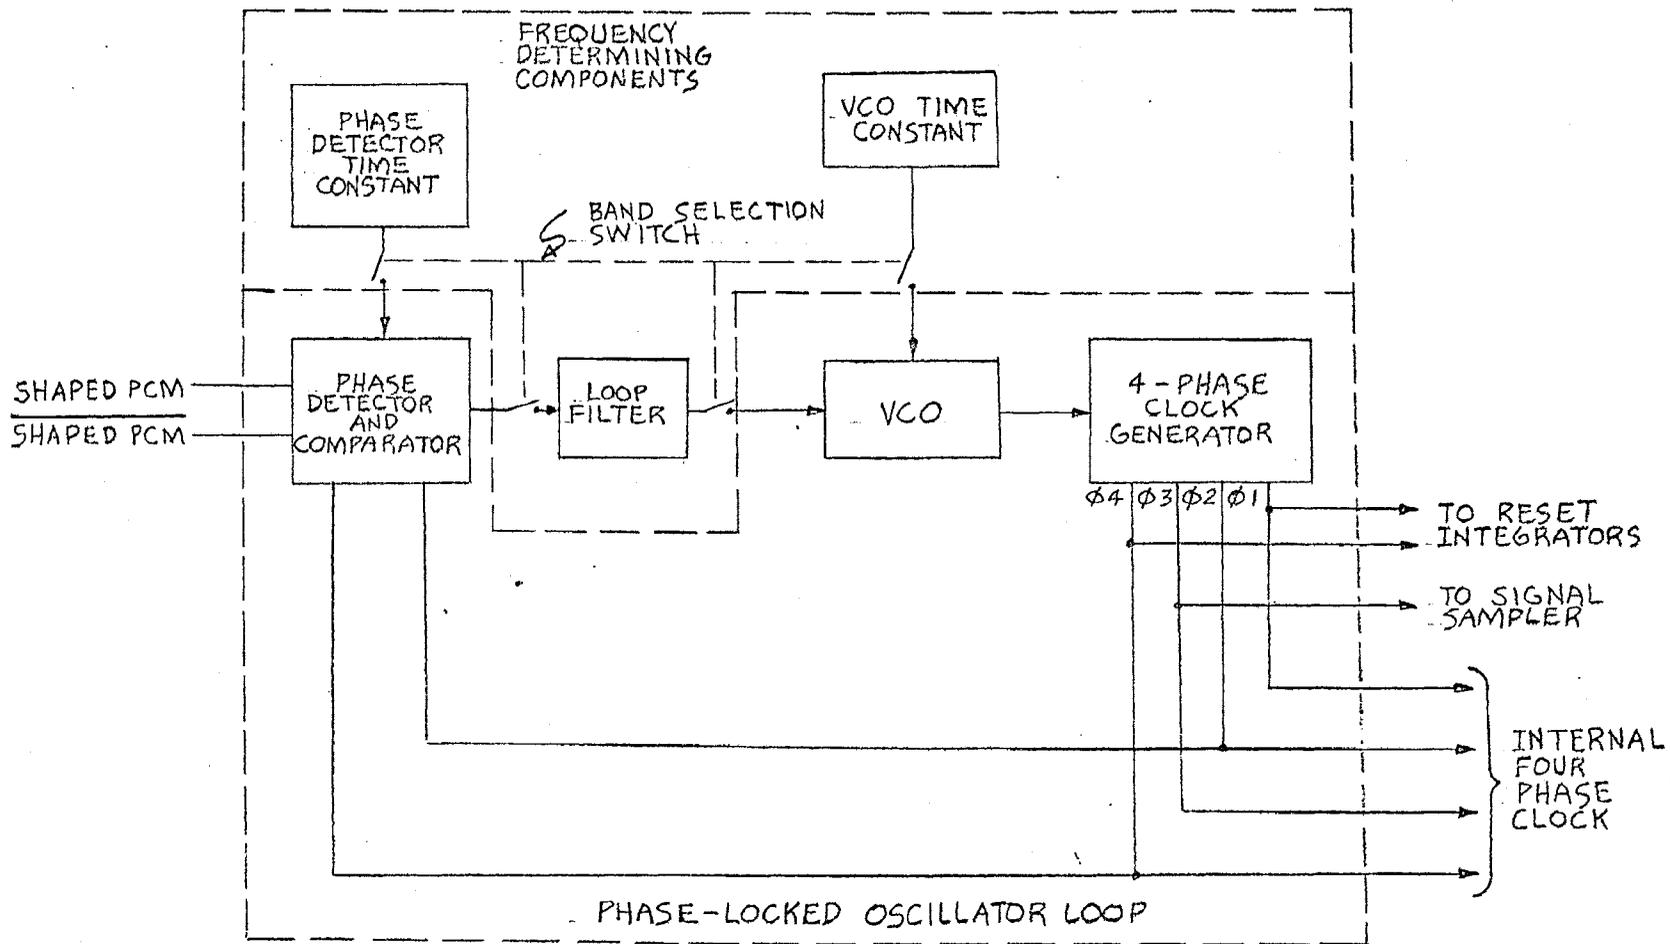 FREQUENCY
DETERMINING
COMPONENTS
PHASE
DETECTOR
TIME
CONSTANT
VCO TIME
CONSTANT
BAND SELECTION
SWITCH
SHAPED PCM
SHAPED PCM
PHASE
DETECTOR
AND
COMPARATOR
LOOP
FILTER
VCO
4-PHASE
CLOCK
GENERATOR
Ø4 Ø3 Ø2 Ø1
TO RESET
INTEGRATORS
TO SIGNAL
SAMPLER
INTERNAL
FOUR
PHASE
CLOCK
PHASE-LOCKED OSCILLATOR LOOP